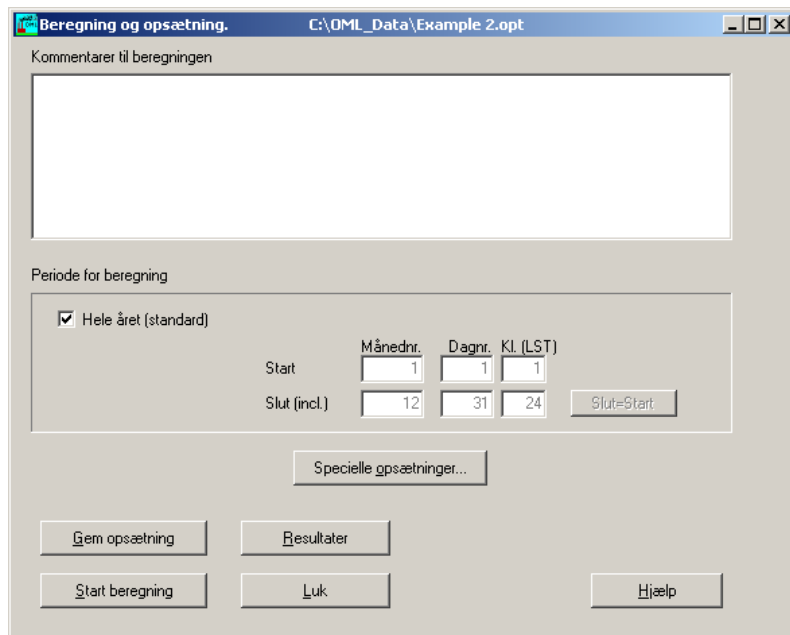 Beregning og opsætning. C:\OML_Data\Example 2.opt
Kommentarer til beregningen
Periode for beregning
Hele året (standard)
Månednr. Dagnr. Kl. (LST)
Start 1 1 1
Slut (incl.) 12 31 24 Slut=Start
Specielle opsætninger...
Gem opsætning Resultater
Start beregning Luk Hjælp